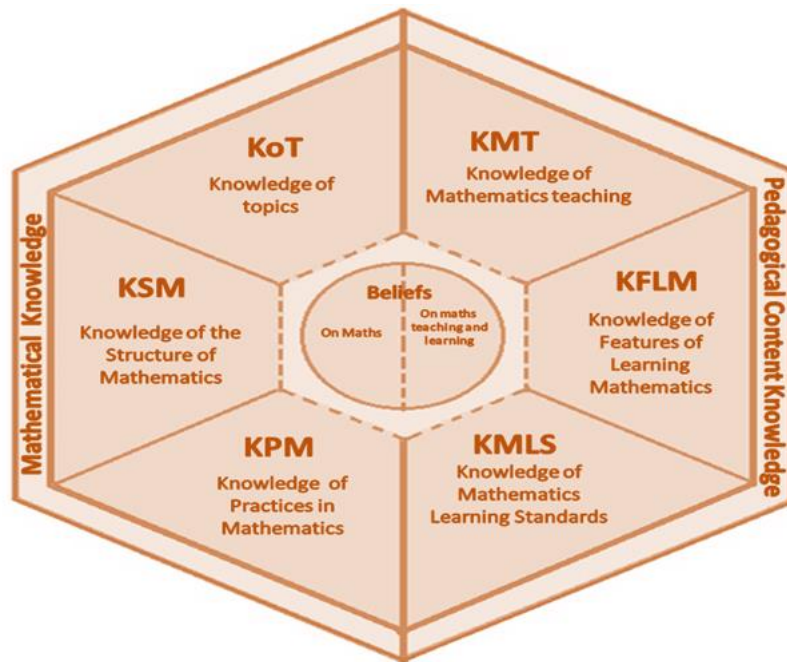 Mathematical Knowledge
KoT
Knowledge of
topics
KSM
Knowledge of the
Structure of
Mathematics
KPM
Knowledge of
Practices in
Mathematics
Beliefs
On Maths
On maths
teaching and
learning
KMT
Knowledge of
Mathematics teaching
KFLM
Knowledge of
Features of
Learning
Mathematics
KMLS
Knowledge of
Mathematics
Learning Standards
Pedagogical Content Knowledge